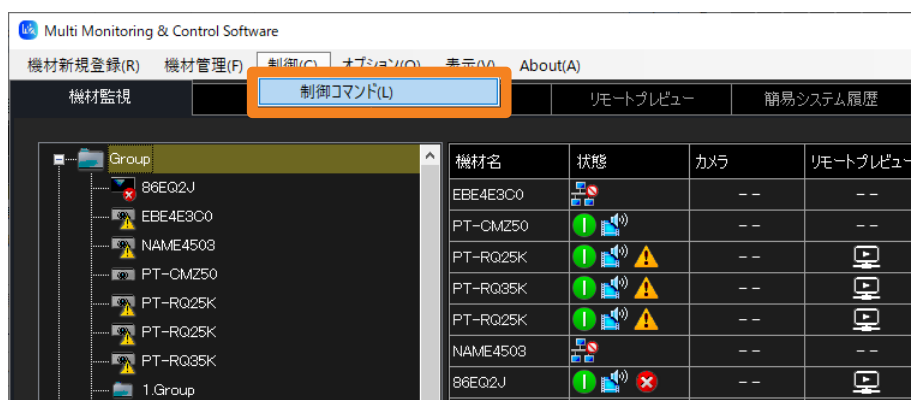 Multi Monitoring & Control Software
機材新規登録(R) 機材管理(F) 制御(C) オプション(O) 表示(V) About(A)
制御コマンド(L)
機材監視 リモートプレビュー 簡易システム履歴
Group
86EQ2J
EBE4E3C0
NAME4503
PT-CMZ50
PT-RQ25K
PT-RQ25K
PT-RQ35K
1.Group
機材名 状態 カメラ リモートプレビュー
EBE4E3C0 -- --
PT-CMZ50 -- --
PT-RQ25K --
PT-RQ35K --
PT-RQ25K --
NAME4503 -- --
86EQ2J --